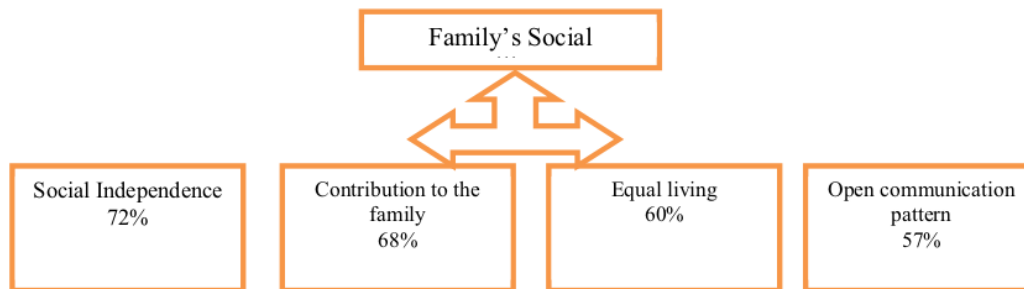 Family's Social
Social Independence
72%
Contribution to the
family
68%
Equal living
60%
Open communication
pattern
57%